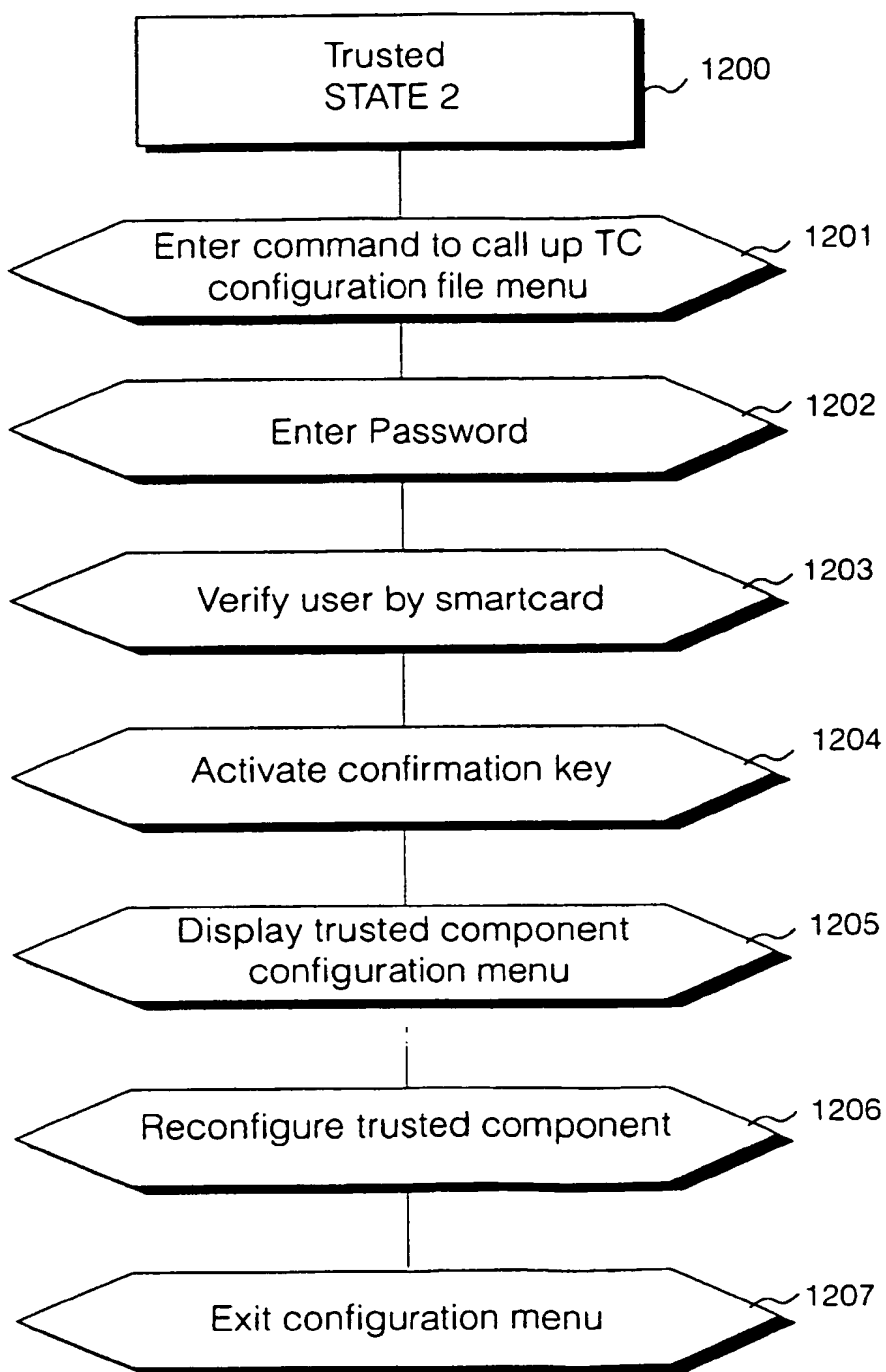 Trusted
STATE 2
1200
Enter command to call up TC
configuration file menu
1201
Enter Password
1202
Verify user by smartcard
1203
Activate confirmation key
1204
Display trusted component
configuration menu
1205
Reconfigure trusted component
1206
Exit configuration menu
1207